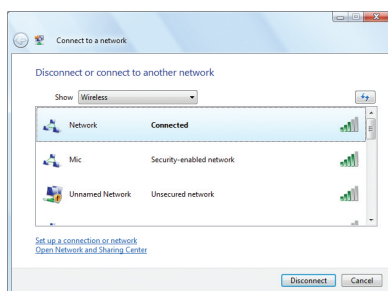 Connect to a network
Disconnect or connect to another network
Show Wireless
Network Connected
Mic Security-enabled network
Unnamed Network Unsecured network
Set up a connection or network
Open Network and Sharing Center
Disconnect Cancel